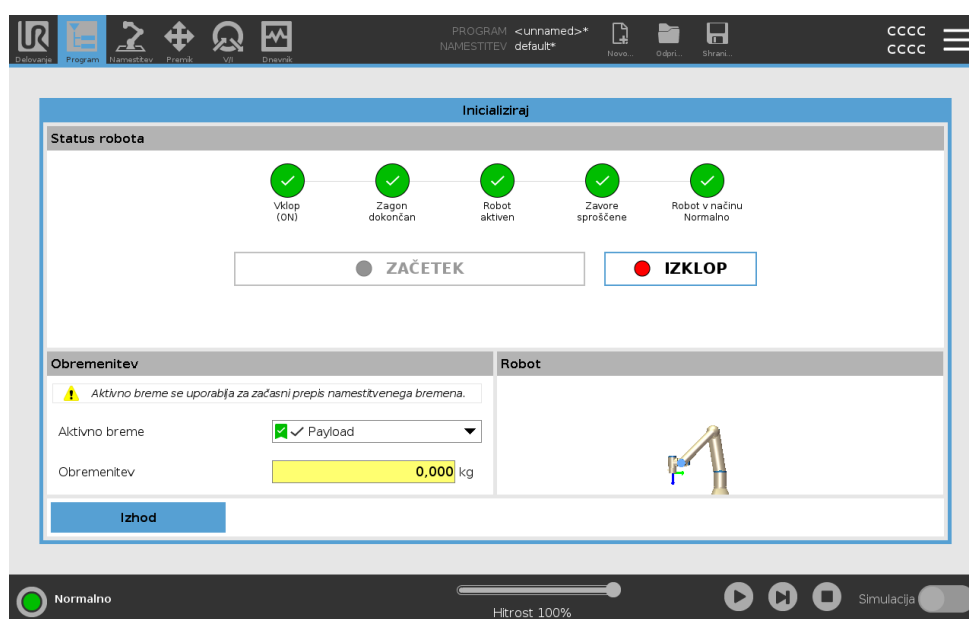 UR
PROGRAM <unnamed>*
NAMESTITEV default*
CCCC
CCCC
Delovanje Program Namestitev Premik V/I Dnevnik Novo... Odpri... Shrani...
Inicializiraj
Status robota
Vklop
(ON)
Zagon
dokončan
Robot
aktiven
Zavore
sproščene
Robot v načinu
Normalno
ZAČETEK
IZKLOP
Obremenitev
Robot
Aktivno breme se uporablja za začasni prepis namestitvenega bremena.
Aktivno breme
Payload
Obremenitev
0,000 kg
Izhod
Normalno
Hitrost 100%
Simulacija